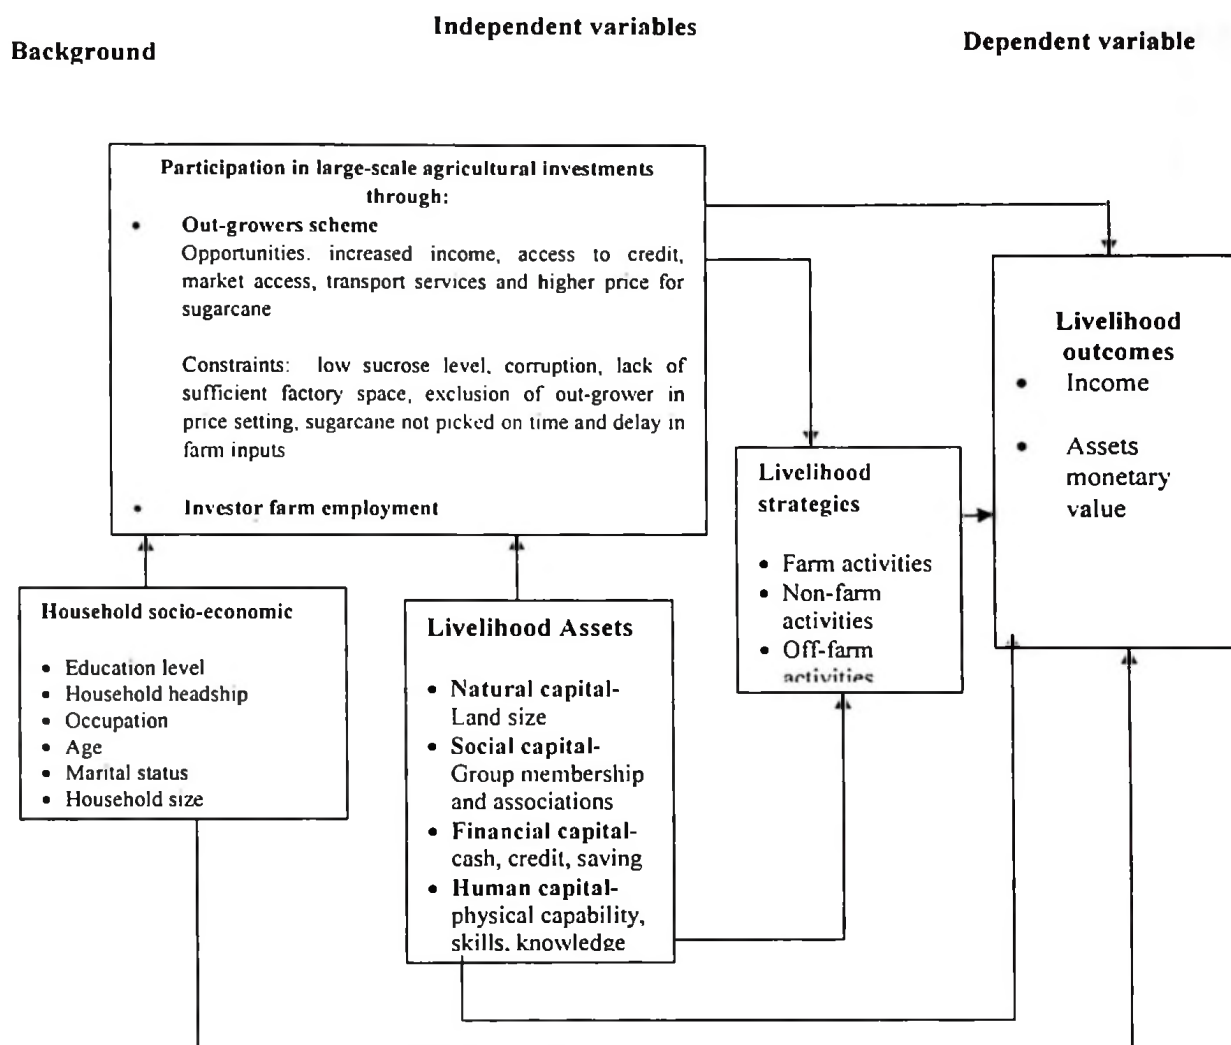 Background
Independent variables
Dependent variable
Participation in large-scale agricultural investments
through:
• Out-growers scheme
Opportunities. increased income, access to credit,
market access, transport services and higher price for
sugarcane
Constraints: low sucrose level, corruption, lack of
sufficient factory space, exclusion of out-grower in
price setting, sugarcane not picked on time and delay in
farm inputs
• Investor farm employment
Household socio-economic
• Education level
• Household headship
• Occupation
• Age
• Marital status
• Household size
Livelihood Assets
• Natural capital-
Land size
• Social capital-
Group membership
and associations
• Financial capital-
cash, credit, saving
• Human capital-
physical capability,
skills, knowledge
Livelihood
strategies
• Farm activities
• Non-farm
activities
• Off-farm
activities
Livelihood
outcomes
• Income
• Assets
monetary
value